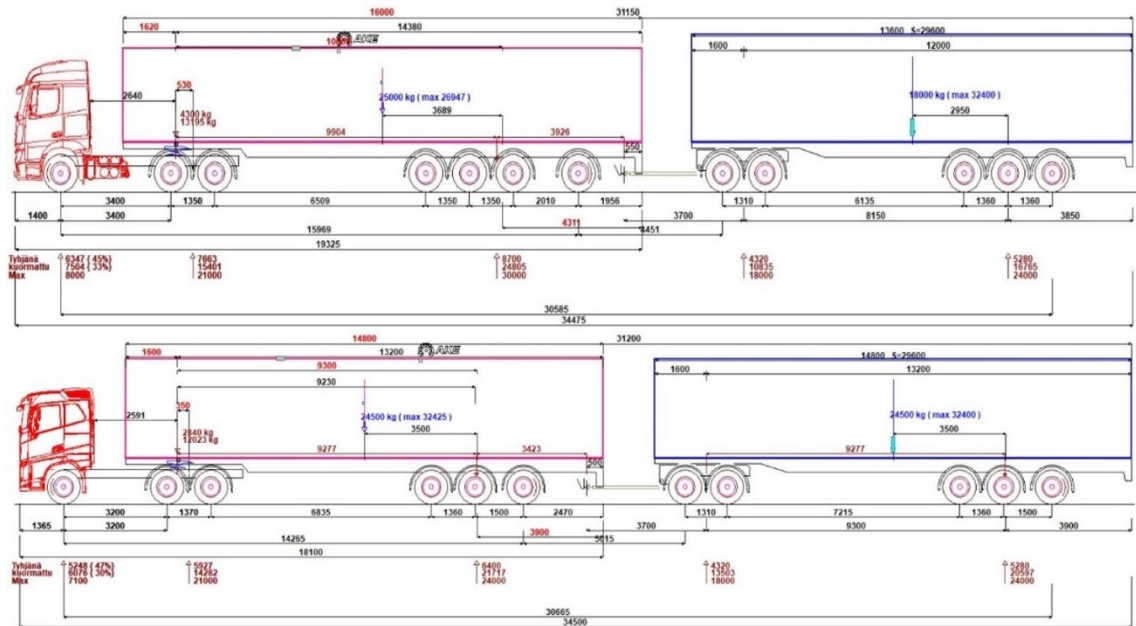 16000 31150
1620 14380 13600 S=29600
AKE 1600 12000
530
2640 25000 kg ( max 26947 ) 18000 kg ( max 32400 )
4300 kg
13195 kg 3689 2950
9904 3926
550
3400 1350 6509 1350 1350 2010 1956 1310 6135 1360 1360
1400 3400 4311 3700 8150 3850
15969 4451
19325
Tyhjänä 6347 ( 45%) 7663 8700 4320 5280
kuormattu 7504 ( 33%) 15401 24805 10835 16765
Max 8000 21000 30000 18000 24000
30585
34475
14800 31200
1600 13200 AKE 14800 S=29600
9300 1600 13200
9230
2591 350 24500 kg ( max 32425 ) 24500 kg ( max 32400 )
2840 kg
12023 kg 3500 3500
9277 3423 9277
500
3200 1370 6835 1360 1500 2470 1310 7215 1360 1500
1365 3200 3900 3700 9300 3900
14265 5015
18100
Tyhjänä 5248 ( 47%) 5927 6400 4320 5280
kuormattu 6076 ( 30%) 14282 21717 13503 20597
Max 7100 21000 24000 18000 24000
30665
34500